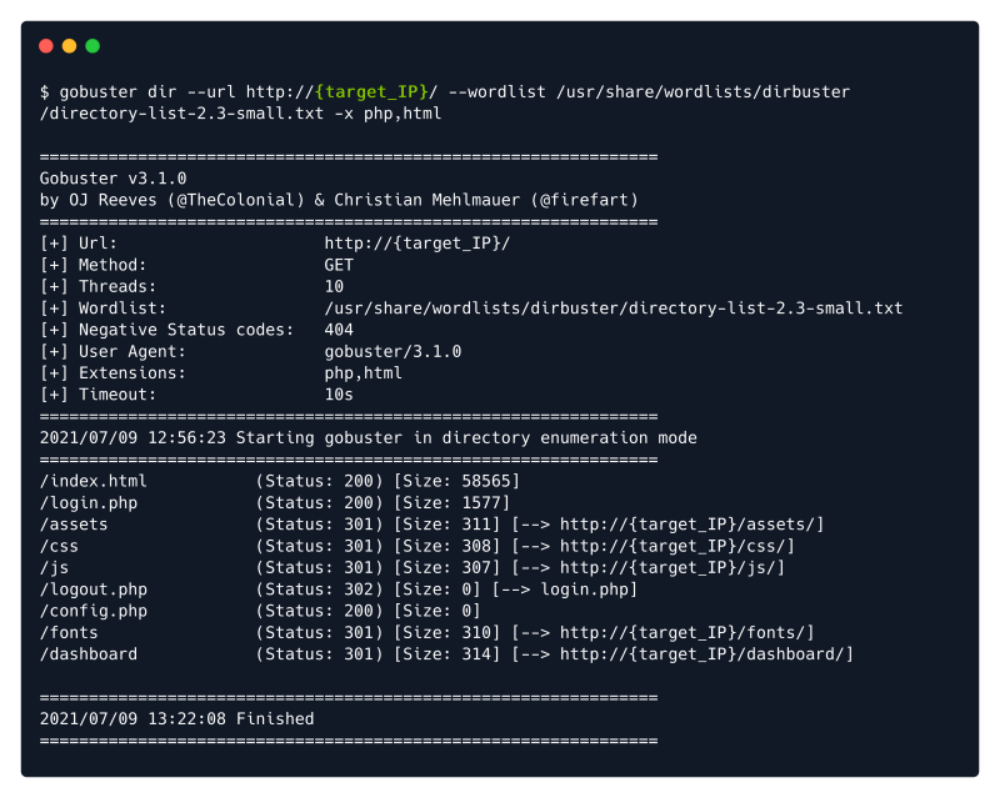 $ gobuster dir --url http://{target_IP}/ --wordlist /usr/share/wordlists/dirbuster
/directory-list-2.3-small.txt -x php,html
===============================================================
Gobuster v3.1.0
by OJ Reeves (@TheColonial) & Christian Mehlmauer (@firefart)
===============================================================
[+] Url:                     http://{target_IP}/
[+] Method:                  GET
[+] Threads:                 10
[+] Wordlist:                /usr/share/wordlists/dirbuster/directory-list-2.3-small.txt
[+] Negative Status codes:   404
[+] User Agent:              gobuster/3.1.0
[+] Extensions:              php,html
[+] Timeout:                 10s
===============================================================
2021/07/09 12:56:23 Starting gobuster in directory enumeration mode
===============================================================
/index.html           (Status: 200) [Size: 58565]
/login.php            (Status: 200) [Size: 1577]
/assets               (Status: 301) [Size: 311] [--> http://{target_IP}/assets/]
/css                  (Status: 301) [Size: 308] [--> http://{target_IP}/css/]
/js                   (Status: 301) [Size: 307] [--> http://{target_IP}/js/]
/logout.php           (Status: 302) [Size: 0] [--> login.php]
/config.php           (Status: 200) [Size: 0]
/fonts                (Status: 301) [Size: 310] [--> http://{target_IP}/fonts/]
/dashboard            (Status: 301) [Size: 314] [--> http://{target_IP}/dashboard/]
===============================================================
2021/07/09 13:22:08 Finished
===============================================================